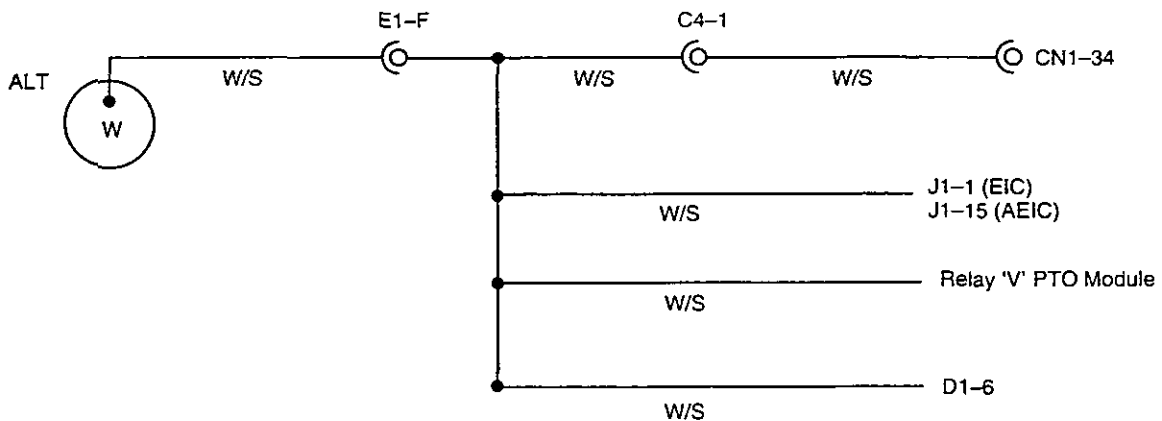 E1–F
C4–1
W/S
W/S
W/S
CN1–34
ALT
W
W/S
J1–1 (EIC)
J1–15 (AEIC)
W/S
Relay 'V' PTO Module
W/S
D1–6